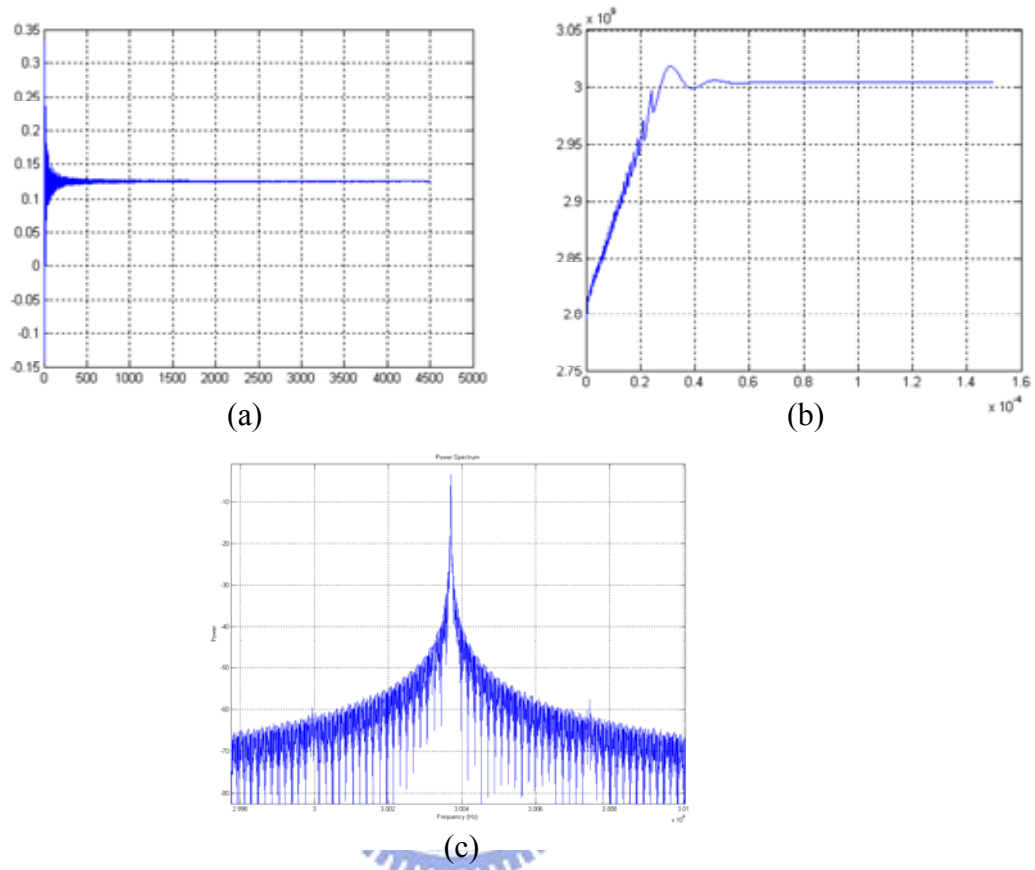 0.35
0.3
0.25
0.2
0.15
0.1
0.05
0
-0.05
-0.1
-0.15
0 500 1000 1500 2000 2500 3000 3500 4000 4500 5000
(a)
x 10^9
3.05
3
2.95
2.9
2.85
2.8
2.75
0 0.2 0.4 0.6 0.8 1 1.2 1.4 1.6
x 10^-4
(b)
Power Spectrum
Power
-10
-20
-30
-40
-50
-60
-70
-80
2.998 3 3.002 3.004 3.006 3.008 3.01
Frequency (Hz)
x 10^9
(c)